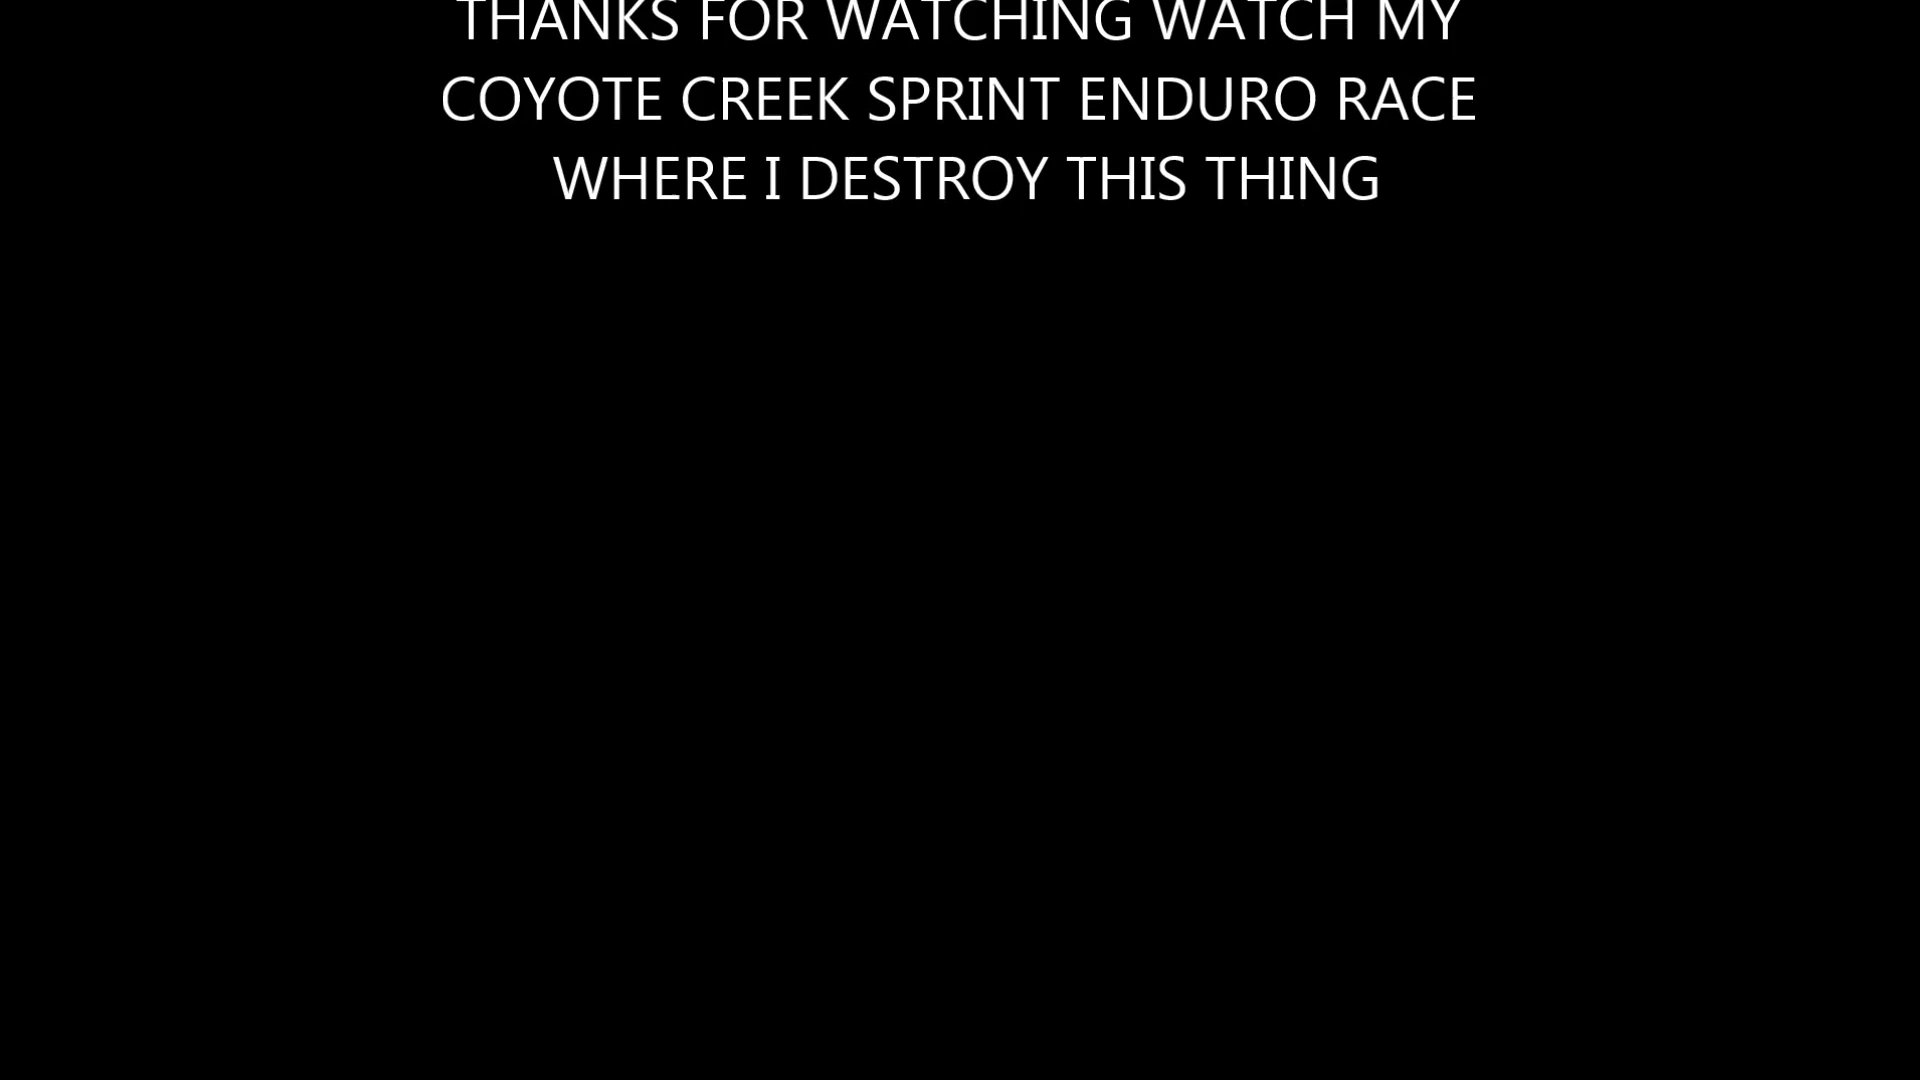 THANKS FOR WATCHING WATCH MY
COYOTE CREEK SPRINT ENDURO RACE
WHERE I DESTROY THIS THING